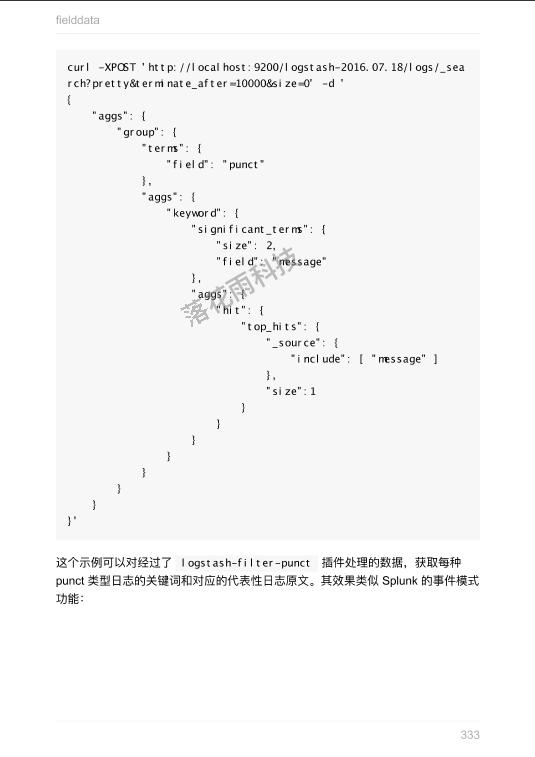 fielddata
curl -XPOST 'http://localhost:9200/logstash-2016.07.18/logs/_sea
rch?pretty&terminate_after=10000&size=0' -d '
{
    "aggs": {
        "group": {
            "terms": {
                "field": "punct"
            },
            "aggs": {
                "keyword": {
                    "significant_terms": {
                        "size": 2,
                        "field": "message"
                    },
                    "aggs": {
                        "hit": {
                            "top_hits": {
                                "_source": {
                                    "include": [ "message" ]
                                },
                                "size":1
                            }
                        }
                    }
                }
            }
        }
    }
}'
落花雨科技
这个示例可以对经过了 logstash-filter-punct 插件处理的数据，获取每种
punct 类型日志的关键词和对应的代表性日志原文。其效果类似 Splunk 的事件模式
功能：
333